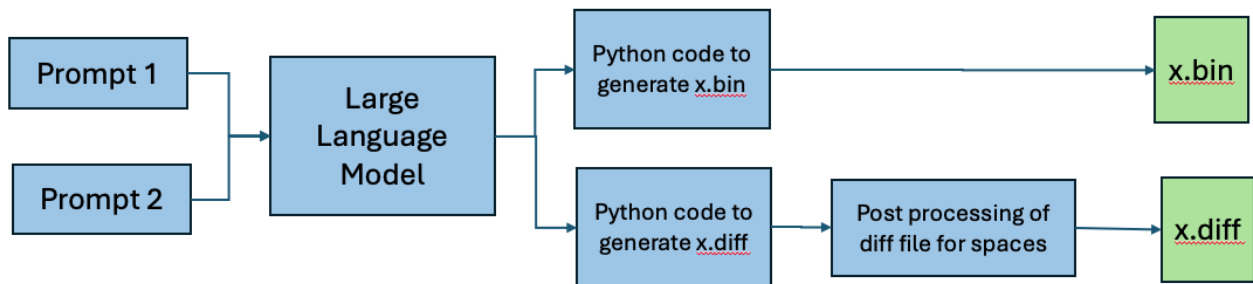 Prompt 1
Prompt 2
Large
Language
Model
Python code to
generate x.bin
x.bin
Python code to
generate x.diff
Post processing of
diff file for spaces
x.diff